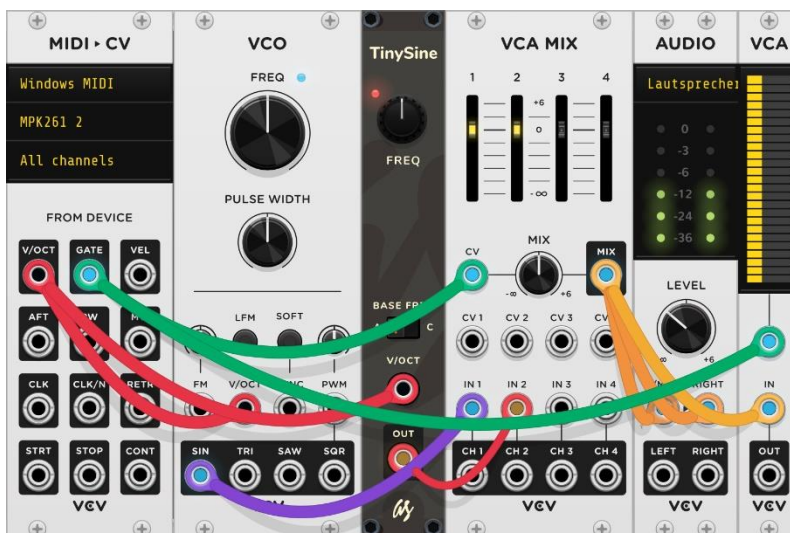 MIDI ▸ CV
Windows MIDI
MPK261 2
All channels
FROM DEVICE
V/OCT GATE VEL
AFT
CLK CLK/N RETR
STRT STOP CONT
VCV
VCO
FREQ
PULSE WIDTH
LFM SOFT
FM V/OCT PWM
SIN TRI SAW SQR
TinySine
FREQ
V/OCT
OUT
VCA MIX
1 2 3 4
+6
0
-∞
CV MIX MIX
-∞ +6
CV 1 CV 2 CV 3
IN 1 IN 2 IN 3 IN 4
CH 1 CH 2 CH 3 CH 4
VCV
AUDIO
Lautsprecher
0
-3
-6
-12
-24
-36
LEVEL
+6
RIGHT
LEFT RIGHT
VCV
VCA
IN
OUT